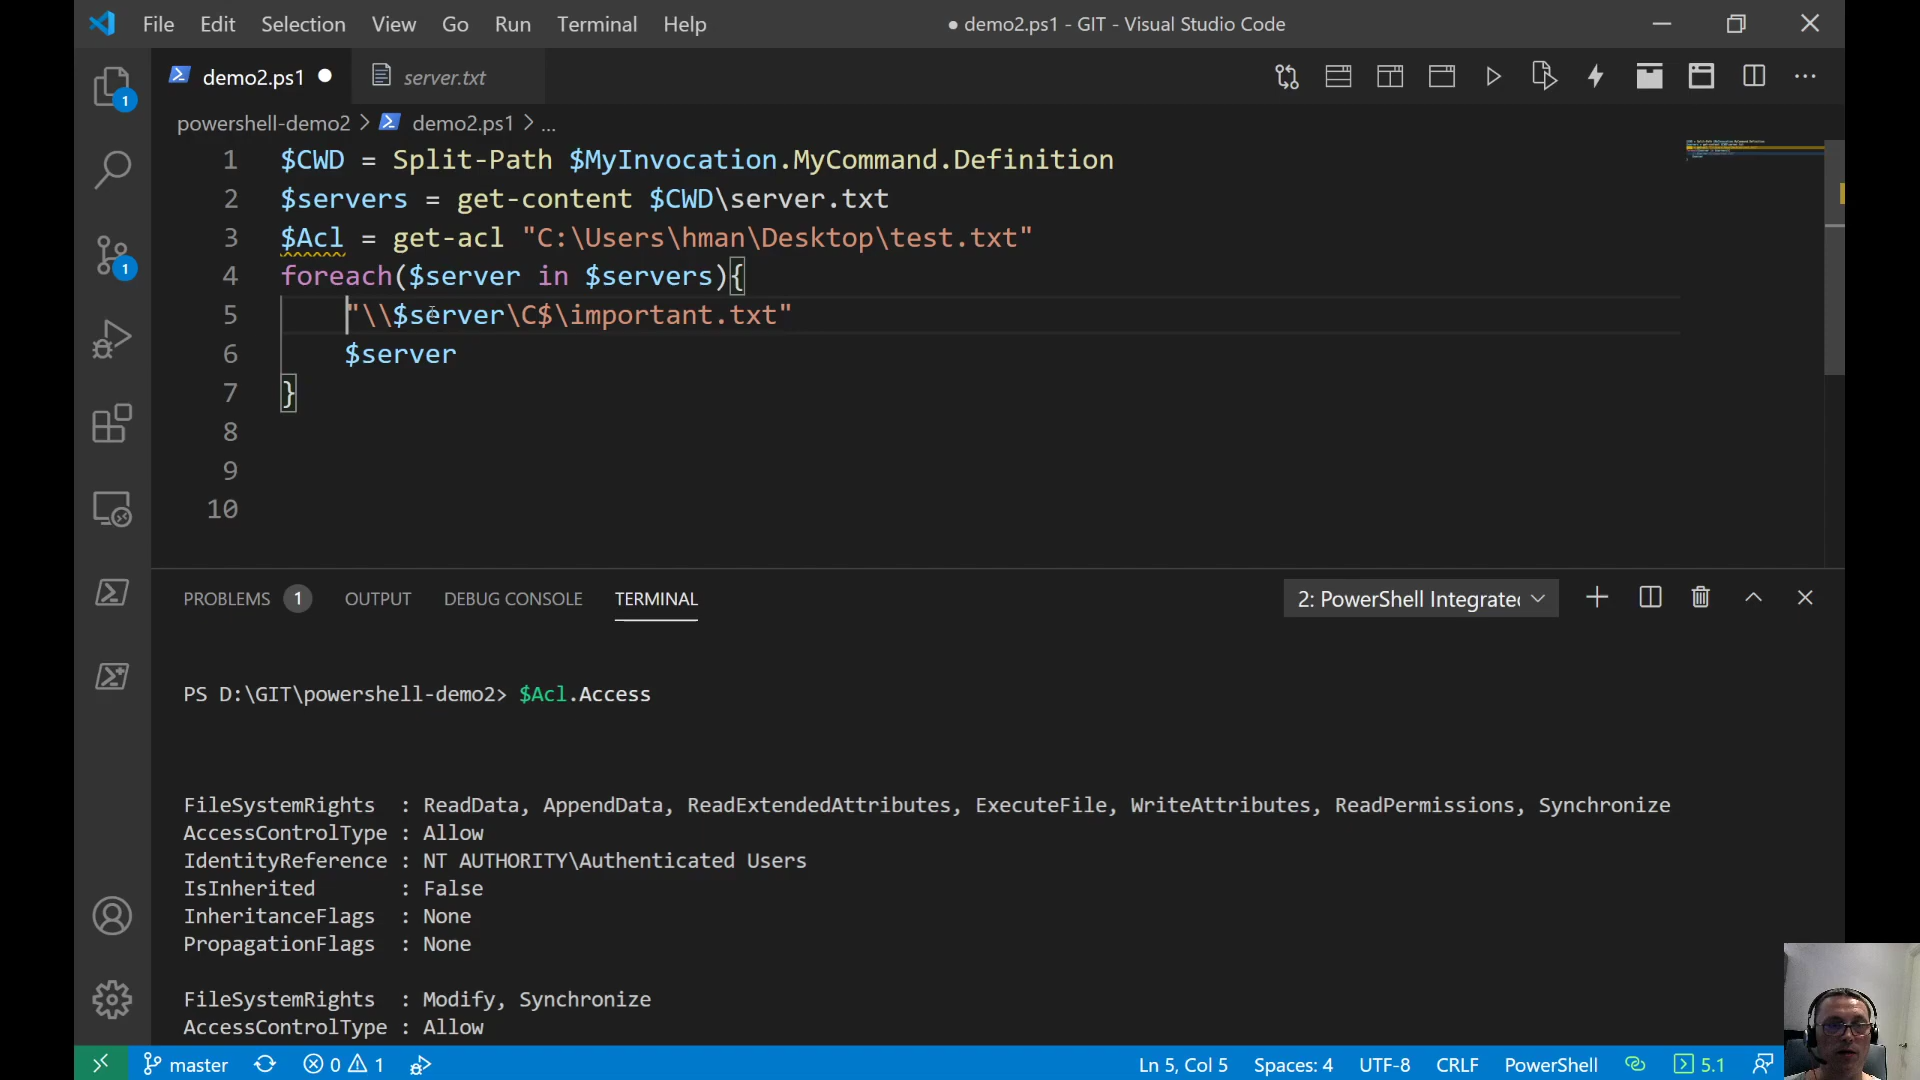 File Edit Selection View Go Run Terminal Help ● demo2.ps1 - GIT - Visual Studio Code
demo2.ps1 ● server.txt
powershell-demo2 > demo2.ps1 > ...
1 $CWD = Split-Path $MyInvocation.MyCommand.Definition
2 $servers = get-content $CWD\server.txt
3 $Acl = get-acl "C:\Users\hman\Desktop\test.txt"
4 foreach($server in $servers){
5 "\\$server\C$\important.txt"
6 $server
7 }
8
9
10
1
1
PROBLEMS 1 OUTPUT DEBUG CONSOLE TERMINAL 2: PowerShell Integrated
PS D:\GIT\powershell-demo2> $Acl.Access
FileSystemRights : ReadData, AppendData, ReadExtendedAttributes, ExecuteFile, WriteAttributes, ReadPermissions, Synchronize
AccessControlType : Allow
IdentityReference : NT AUTHORITY\Authenticated Users
IsInherited : False
InheritanceFlags : None
PropagationFlags : None
FileSystemRights : Modify, Synchronize
AccessControlType : Allow
master 0 1 Ln 5, Col 5 Spaces: 4 UTF-8 CRLF PowerShell 5.1